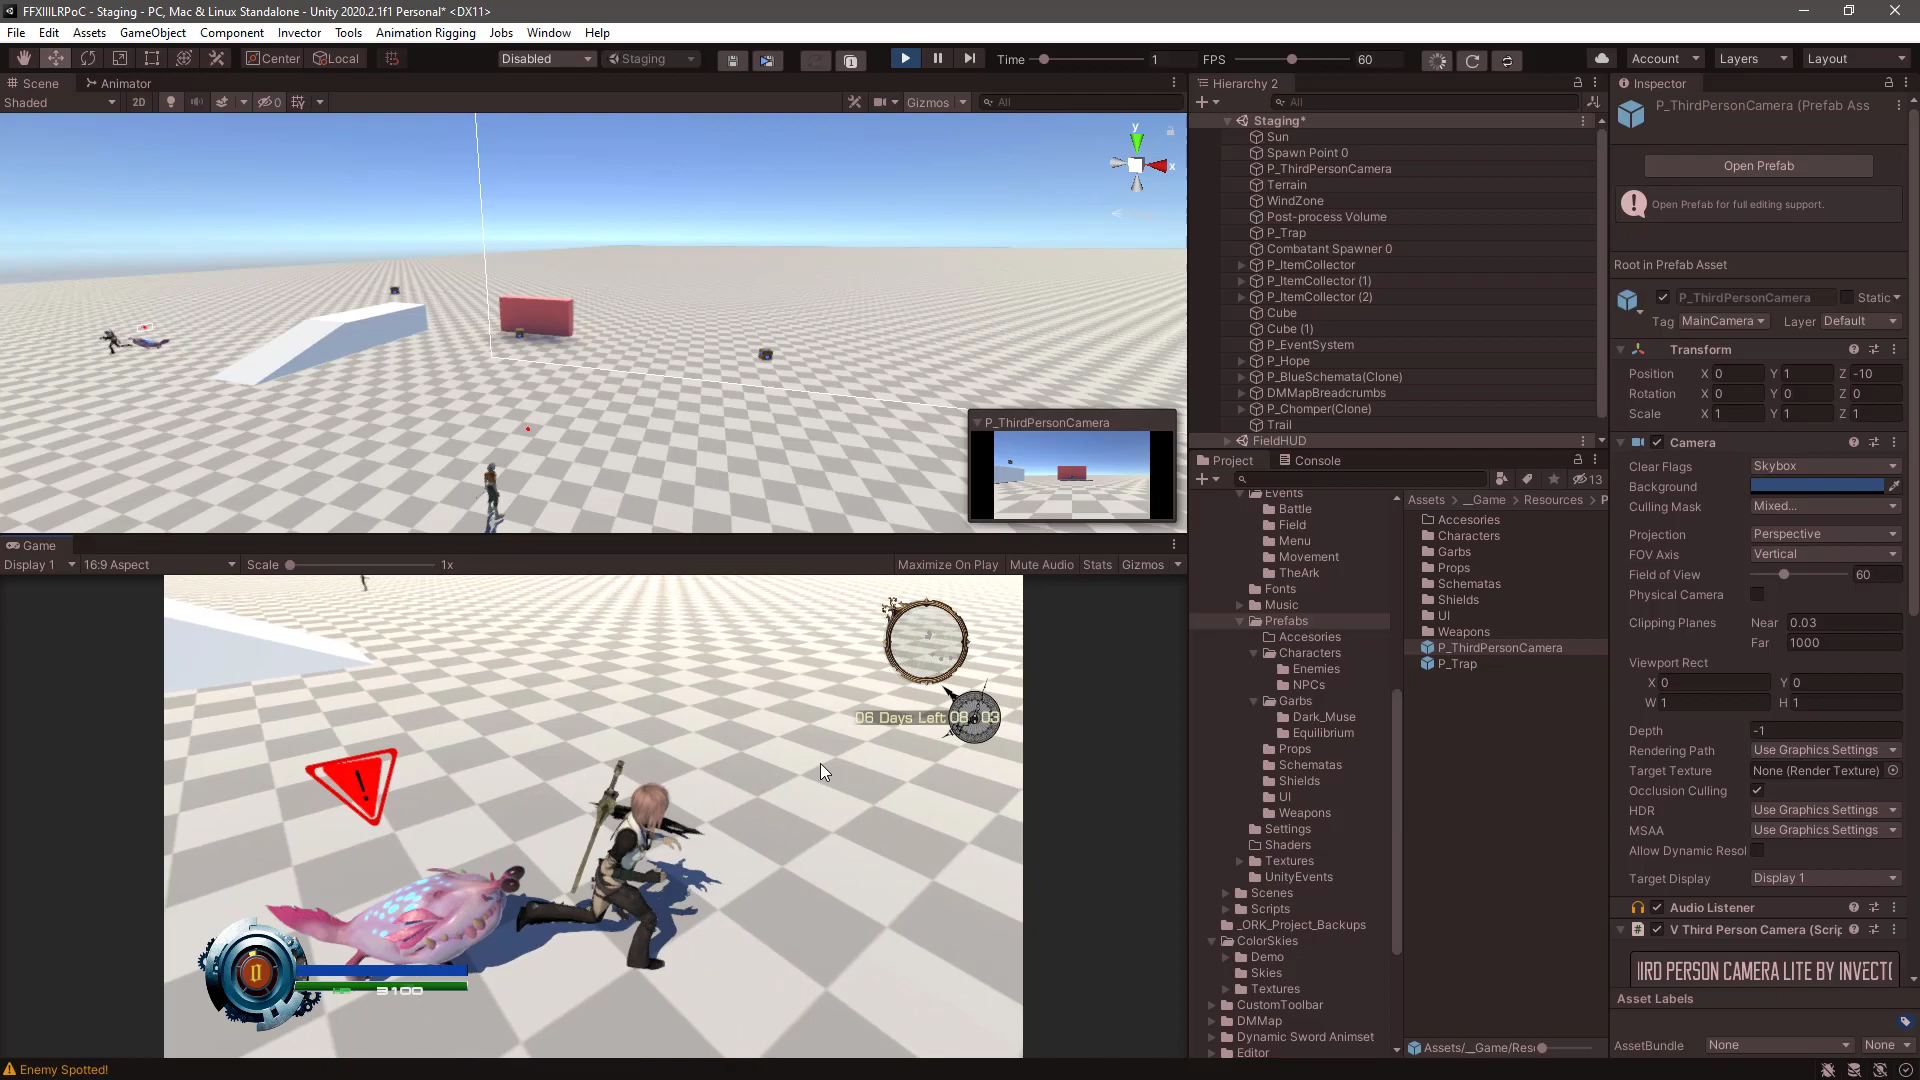 FFXIIILRPoC - Staging - PC, Mac & Linux Standalone - Unity 2020.2.1f1 Personal* <DX11>
File Edit Assets GameObject Component Invector Tools Animation Rigging Jobs Window Help
Center Local Disabled Staging Time 1 FPS 60 Account Layers Layout
Scene Animator
Shaded 2D 0 Gizmos All
y
x
P_ThirdPersonCamera
Game
Display 1 16:9 Aspect Scale 1x Maximize On Play Mute Audio Stats Gizmos
06 Days Left 08 03
!
HP 3100
Enemy Spotted!
Hierarchy 2
All
Staging*
Sun
Spawn Point 0
P_ThirdPersonCamera
Terrain
WindZone
Post-process Volume
P_Trap
Combatant Spawner 0
P_ItemCollector
P_ItemCollector (1)
P_ItemCollector (2)
Cube
Cube (1)
P_EventSystem
P_Hope
P_BlueSchemata(Clone)
DMMapBreadcrumbs
P_Chomper(Clone)
Trail
FieldHUD
Project Console
13
Events
Battle
Field
Menu
Movement
TheArk
Fonts
Music
Prefabs
Accesories
Characters
Enemies
NPCs
Garbs
Dark_Muse
Equilibrium
Props
Schematas
Shields
UI
Weapons
Settings
Shaders
Textures
UnityEvents
Scenes
Scripts
_ORK_Project_Backups
ColorSkies
Demo
Skies
Textures
CustomToolbar
DMMap
Dynamic Sword Animset
Editor
Assets > __Game > Resources > P
Accesories
Characters
Garbs
Props
Schematas
Shields
UI
Weapons
P_ThirdPersonCamera
P_Trap
Assets/__Game/Res
Inspector
P_ThirdPersonCamera (Prefab Ass
Open Prefab
Open Prefab for full editing support.
Root in Prefab Asset
P_ThirdPersonCamera Static
Tag MainCamera Layer Default
Transform
Position X 0 Y 1 Z -10
Rotation X 0 Y 0 Z 0
Scale X 1 Y 1 Z 1
Camera
Clear Flags Skybox
Background
Culling Mask Mixed...
Projection Perspective
FOV Axis Vertical
Field of View 60
Physical Camera
Clipping Planes Near 0.03
Far 1000
Viewport Rect
X 0 Y 0
W 1 H 1
Depth -1
Rendering Path Use Graphics Settings
Target Texture None (Render Texture)
Occlusion Culling
HDR Use Graphics Settings
MSAA Use Graphics Settings
Allow Dynamic Resol
Target Display Display 1
Audio Listener
V Third Person Camera (Scrip
IRD PERSON CAMERA LITE BY INVECTO
Asset Labels
AssetBundle None None